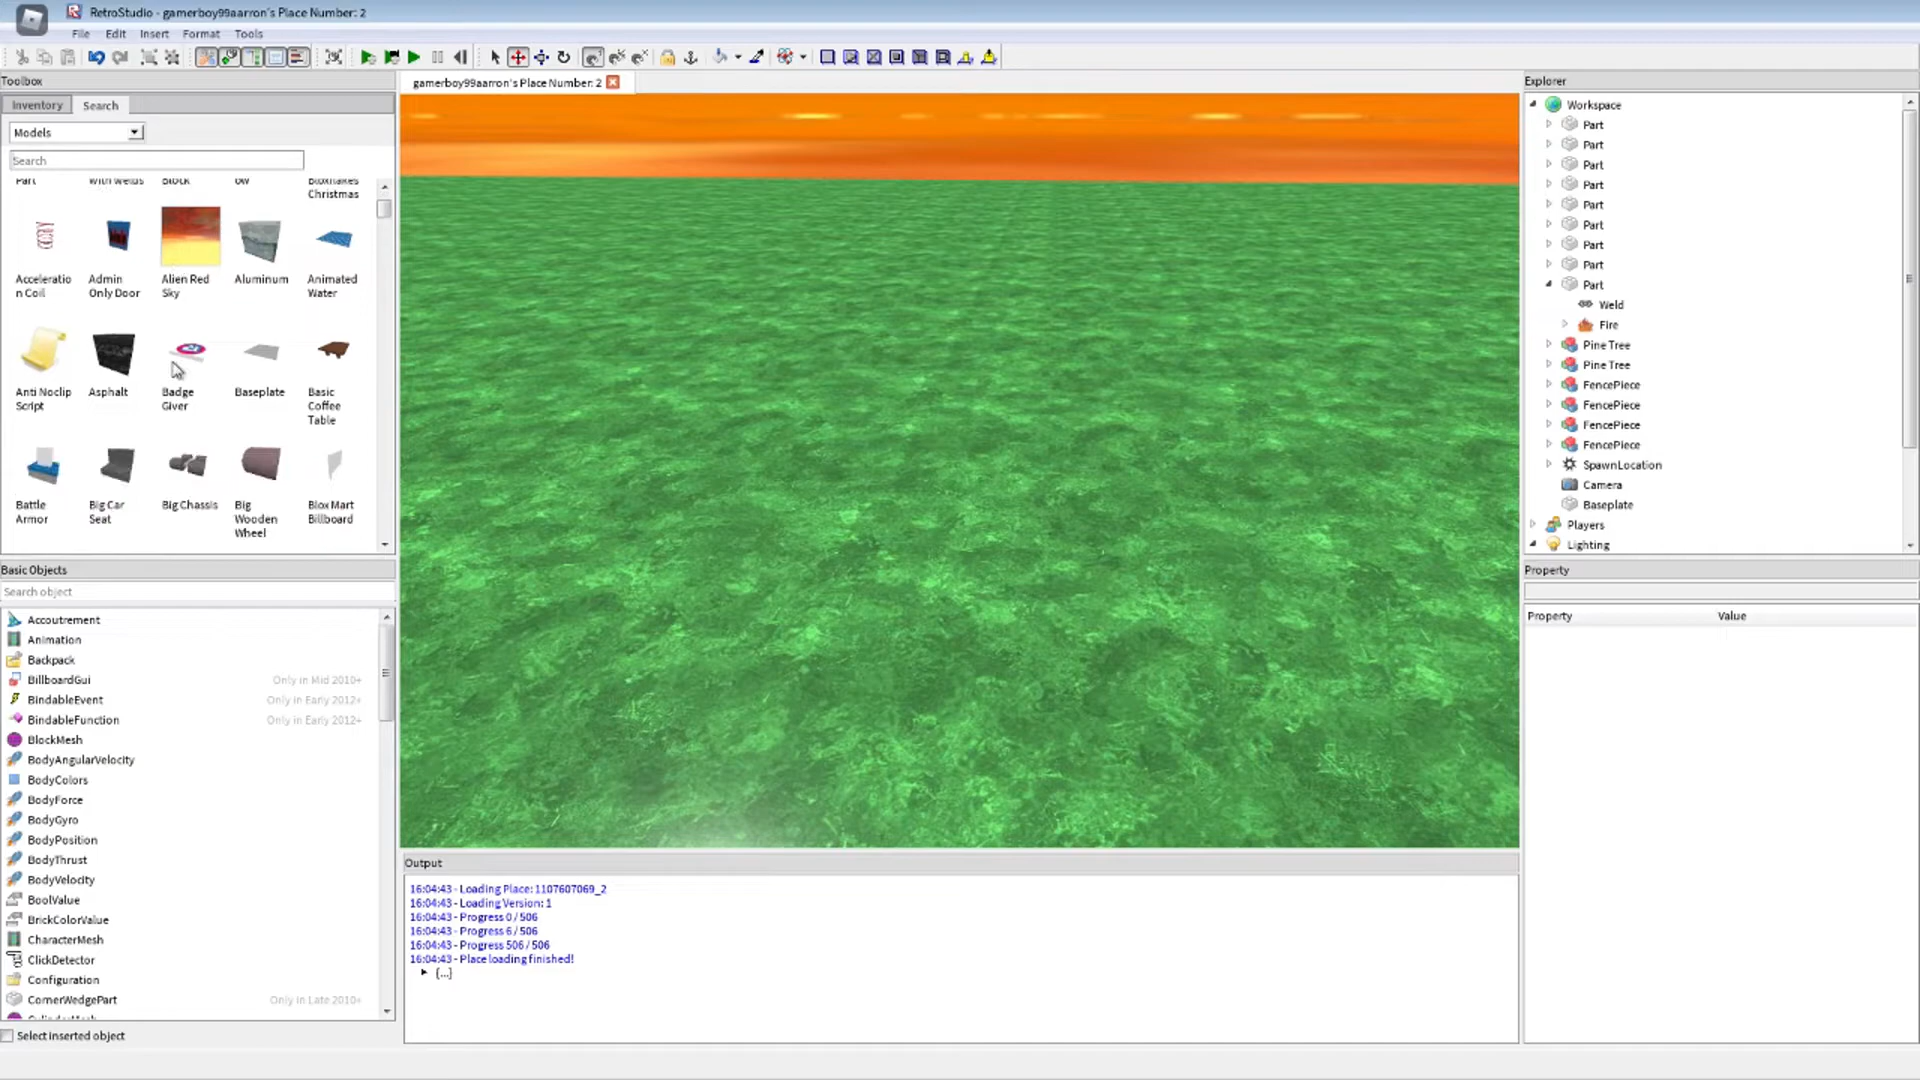 RetroStudio - gamerboy99aarron's Place Number: 2
File Edit Insert Format Tools
Toolbox
gamerboy99aarron's Place Number: 2
Explorer
Inventory Search
Models
Search
Part with welds Block ow Bloxflakes
Christmas
Acceleratio Admin Alien Red Aluminum Animated
n Coil Only Door Sky Water
Anti Noclip Asphalt Badge Baseplate Basic
Script Giver Coffee
Table
Battle Big Car Big Chassis Big Blox Mart
Armor Seat Wooden Billboard
Wheel
Workspace
Part
Part
Part
Part
Part
Part
Part
Part
Part
Weld
Fire
Pine Tree
Pine Tree
FencePiece
FencePiece
FencePiece
FencePiece
SpawnLocation
Camera
Baseplate
Players
Lighting
Basic Objects
Search object
Accoutrement
Animation
Backpack
BillboardGui Only in Mid 2010+
BindableEvent Only in Early 2012+
BindableFunction Only in Early 2012+
BlockMesh
BodyAngularVelocity
BodyColors
BodyForce
BodyGyro
BodyPosition
BodyThrust
BodyVelocity
BoolValue
BrickColorValue
CharacterMesh
ClickDetector
Configuration
CornerWedgePart Only in Late 2010+
CylinderMesh
Select inserted object
Output
16:04:43 - Loading Place: 1107607069_2
16:04:43 - Loading Version: 1
16:04:43 - Progress 0 / 506
16:04:43 - Progress 6 / 506
16:04:43 - Progress 506 / 506
16:04:43 - Place loading finished!
[...]
Property
Property Value